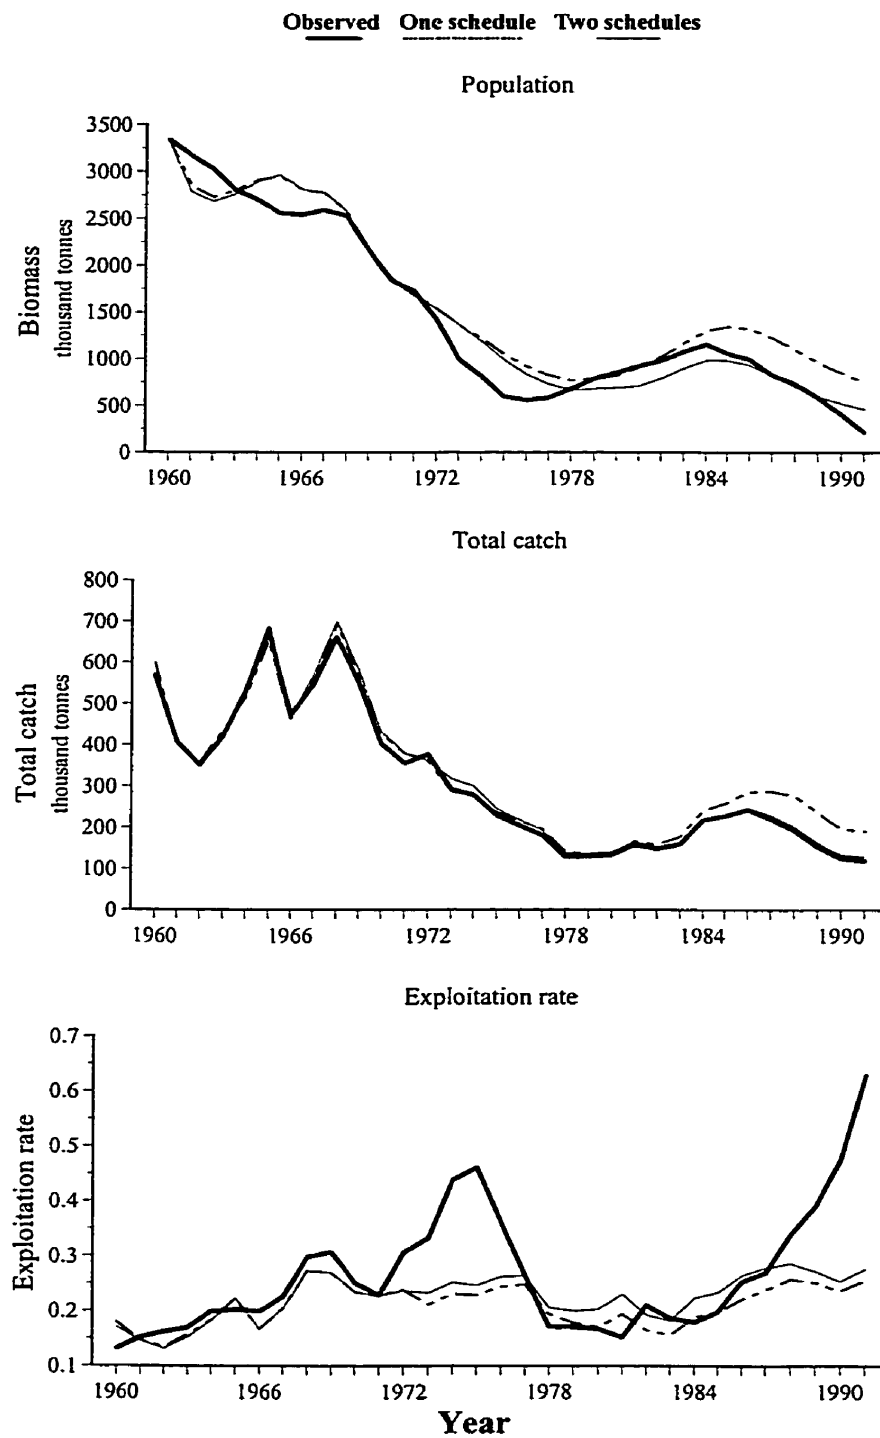 Observed One schedule Two schedules
Population
3500
3000
2500
2000
1500
1000
500
0
Biomass
thousand tonnes
1960 1966 1972 1978 1984 1990
Total catch
800
700
600
500
400
300
200
100
0
Total catch
thousand tonnes
1960 1966 1972 1978 1984 1990
Exploitation rate
0.7
0.6
0.5
0.4
0.3
0.2
0.1
Exploitation rate
1960 1966 1972 1978 1984 1990
Year